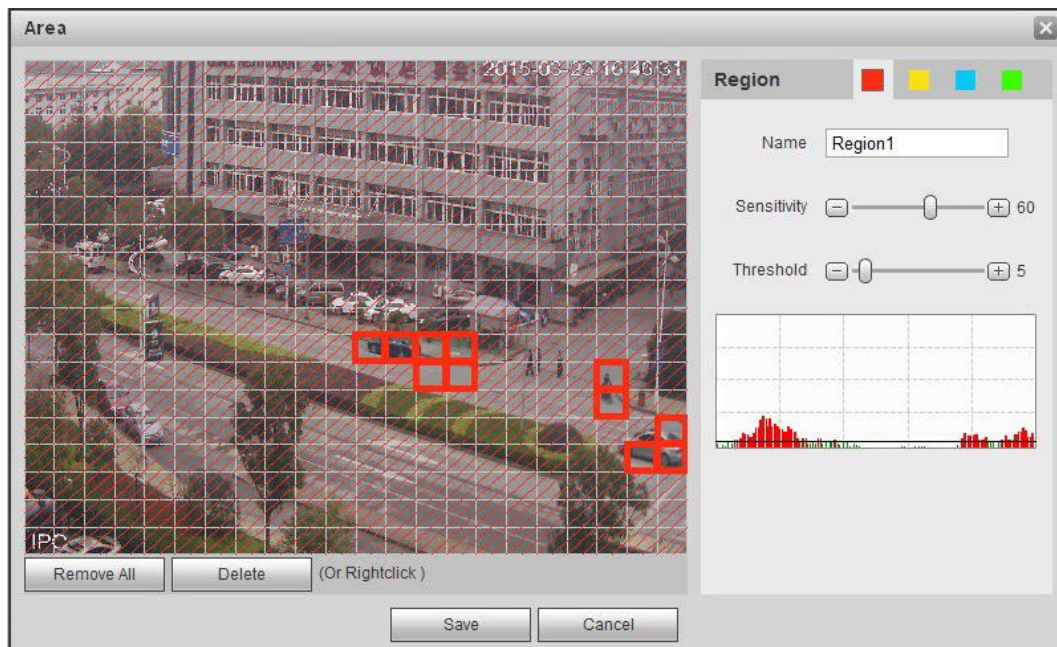 Area
2015-03-23 16:40:31
Region
Name
Region1
Sensitivity
60
Threshold
5
IPC
Remove All
Delete
(Or Rightclick )
Save
Cancel